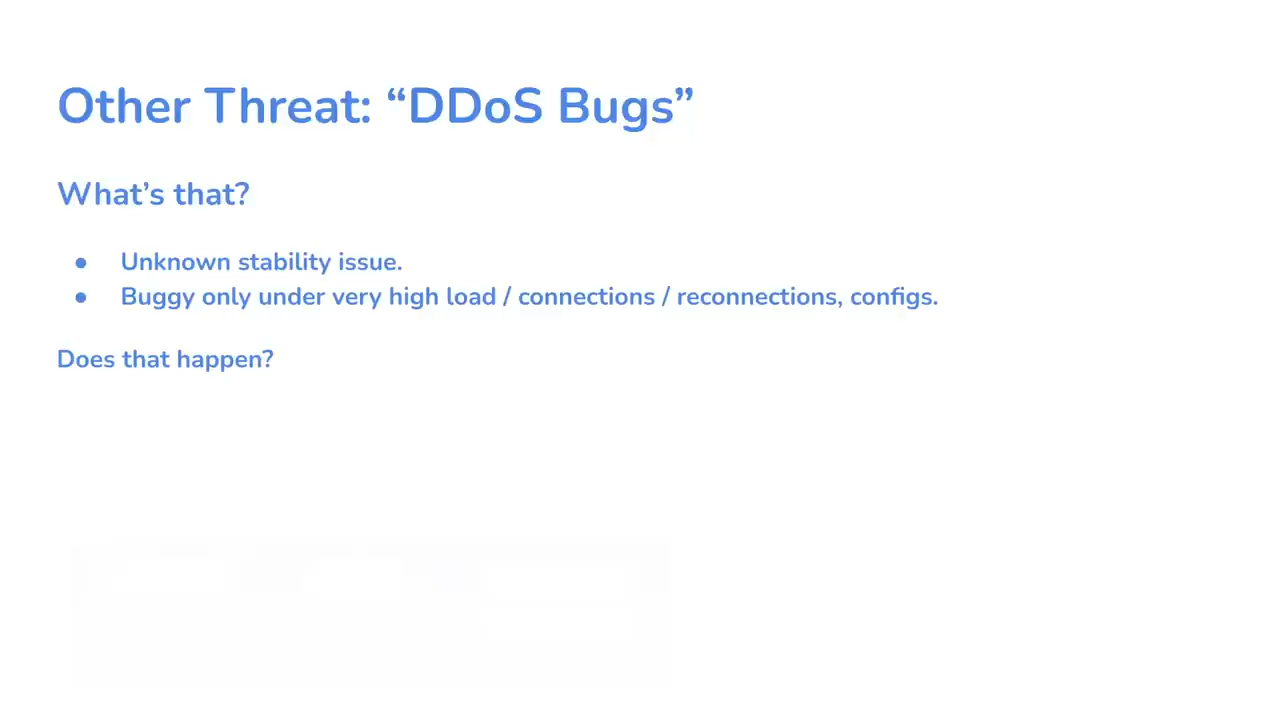 Other Threat: “DDoS Bugs”
What’s that?
● Unknown stability issue.
● Buggy only under very high load / connections / reconnections, configs.
Does that happen?